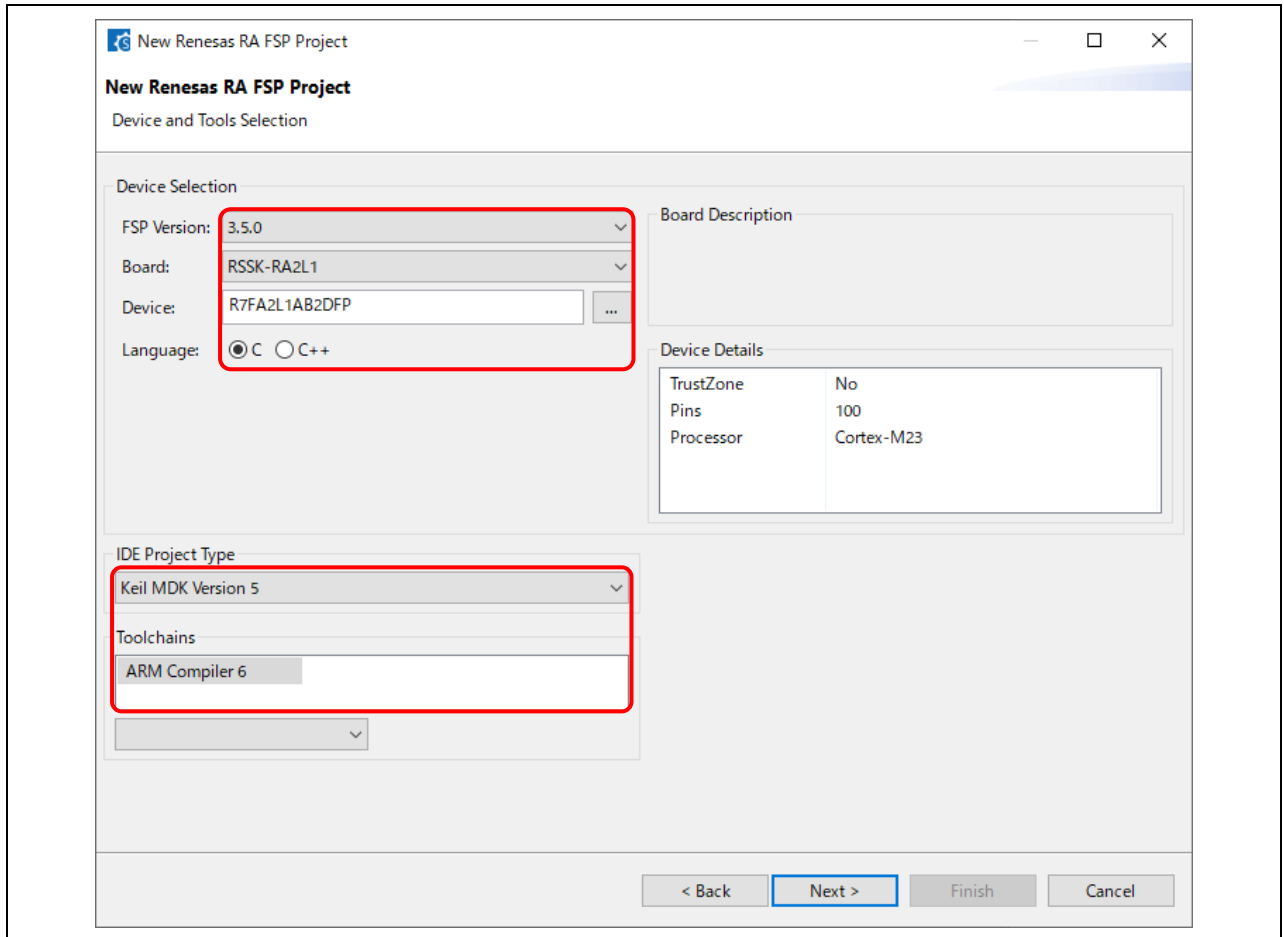 New Renesas RA FSP Project
New Renesas RA FSP Project
Device and Tools Selection
Device Selection
FSP Version: 3.5.0
Board: RSSK-RA2L1
Device: R7FA2L1AB2DFP ...
Language: C C++
Board Description
Device Details
TrustZone No
Pins 100
Processor Cortex-M23
IDE Project Type
Keil MDK Version 5
Toolchains
ARM Compiler 6
< Back Next > Finish Cancel